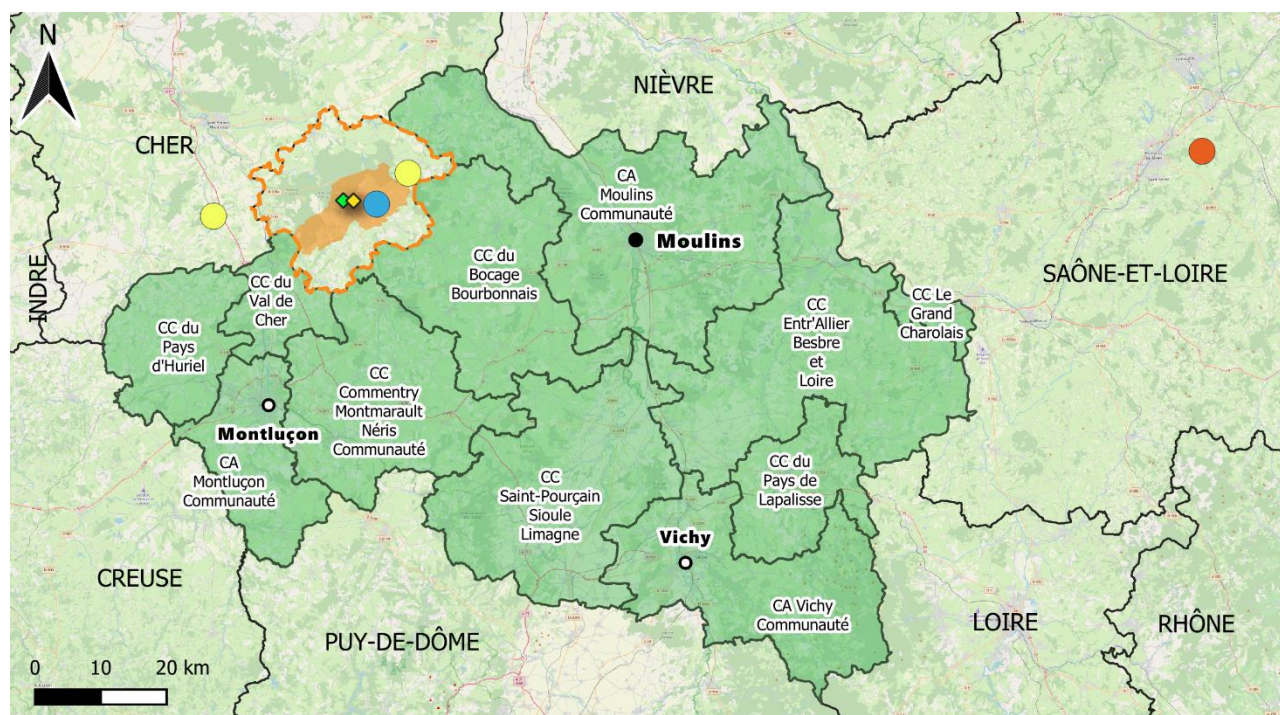 N
NIÈVRE
CHER
CA
Moulins
Communauté
Moulins
SAÔNE-ET-LOIRE
INDRE
CC du
Bocage
Bourbonnais
CC du
Val de
Cher
CC Le
Grand
Charolais
CC
Entr'Allier
Besbre
et
Loire
CC du
Pays
d'Huriel
CC
Commentry
Montmarault
Néris
Communauté
Montluçon
CA
Montluçon
Communauté
CC
Saint-Pourçain
Sioule
Limagne
CC du
Pays de
Lapalisse
Vichy
CREUSE
CA Vichy
Communauté
LOIRE
RHÔNE
PUY-DE-DÔME
0 10 20 km